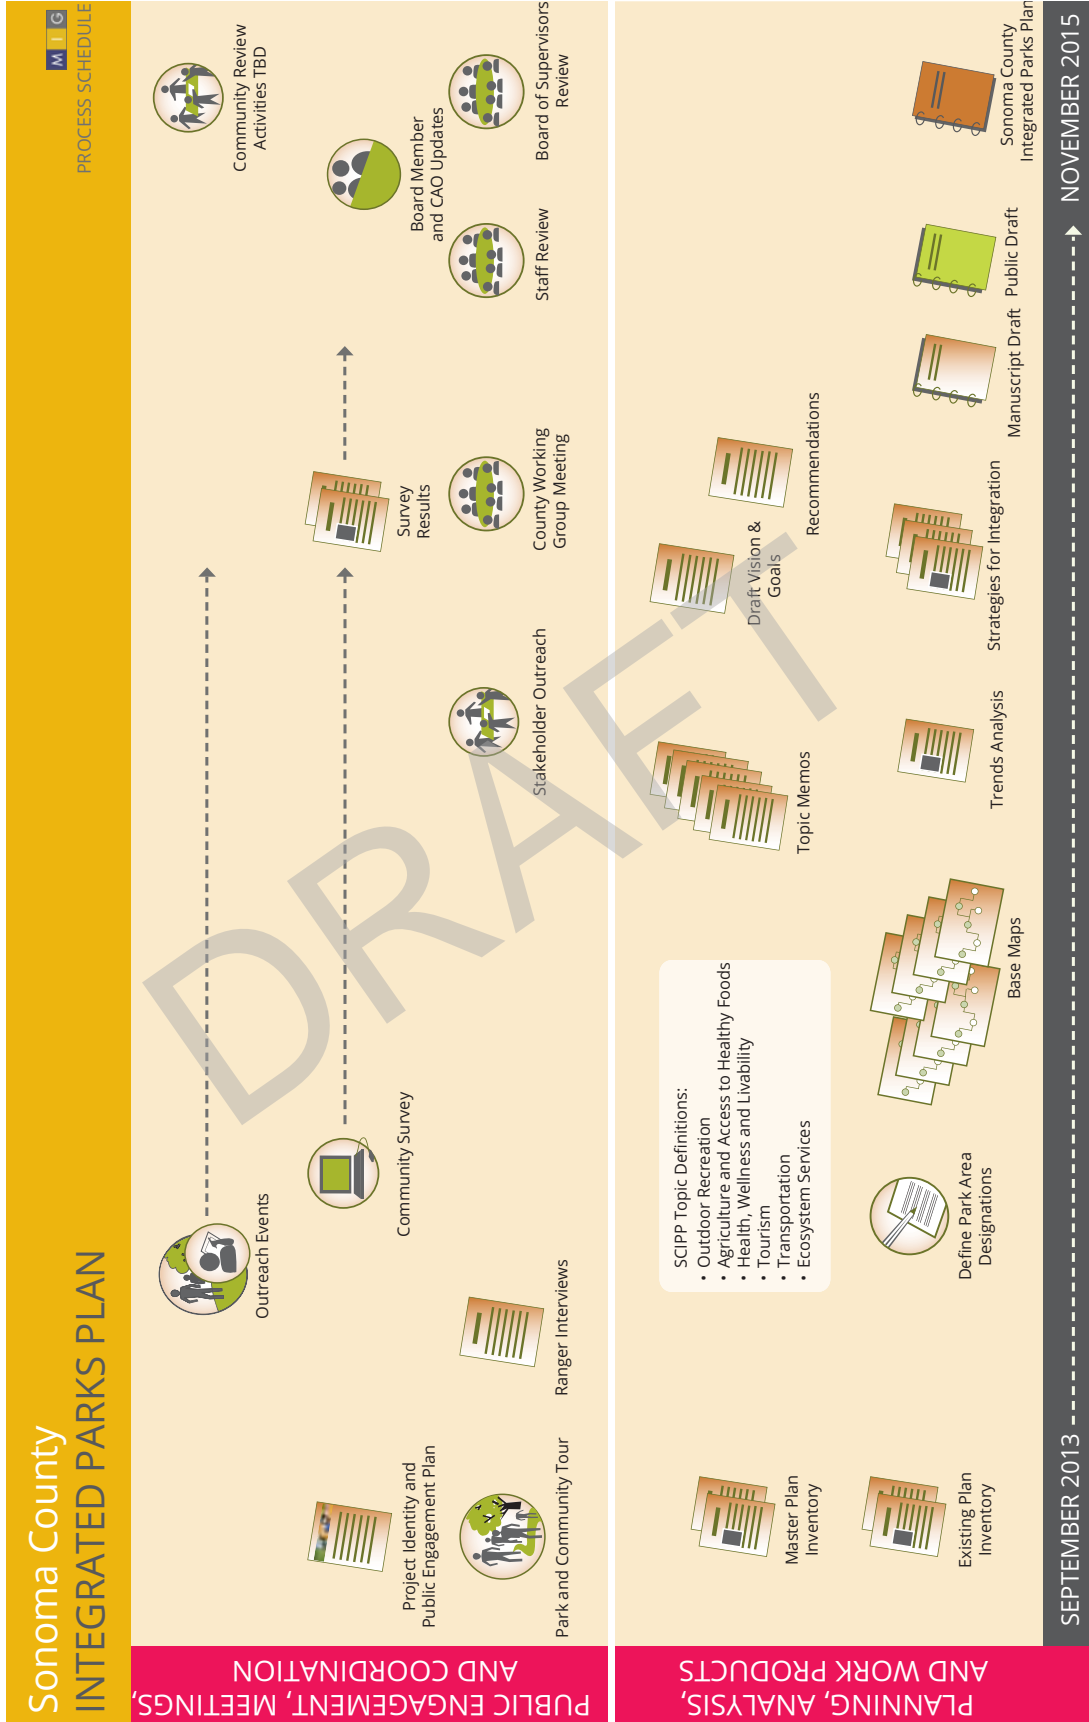 Sonoma County
INTEGRATED PARKS PLAN
M I G
PROCESS SCHEDULE
PUBLIC ENGAGEMENT, MEETINGS,
AND COORDINATION
Outreach Events
Community Review
Activities TBD
Project Identity and
Public Engagement Plan
Community Survey
Survey
Results
Board Member
and CAO Updates
Park and Community Tour
Ranger Interviews
Stakeholder Outreach
County Working
Group Meeting
Staff Review
Board of Supervisors
Review
PLANNING, ANALYSIS,
AND WORK PRODUCTS
Master Plan
Inventory
SCIPP Topic Definitions:
• Outdoor Recreation
• Agriculture and Access to Healthy Foods
• Health, Wellness and Livability
• Tourism
• Transportation
• Ecosystem Services
Topic Memos
Draft Vision &
Goals
Recommendations
Existing Plan
Inventory
Define Park Area
Designations
Base Maps
Trends Analysis
Strategies for Integration
Manuscript Draft
Public Draft
Sonoma County
Integrated Parks Plan
SEPTEMBER 2013
NOVEMBER 2015
DRAFT